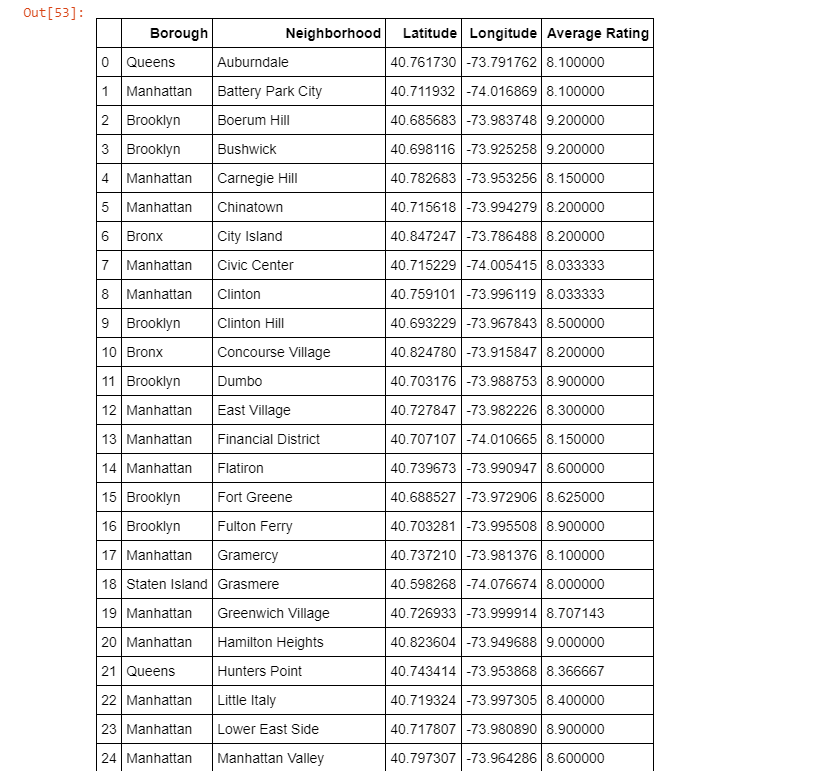 Out[53]:
Borough Neighborhood Latitude Longitude Average Rating
0 Queens Auburndale 40.761730 -73.791762 8.100000
1 Manhattan Battery Park City 40.711932 -74.016869 8.100000
2 Brooklyn Boerum Hill 40.685683 -73.983748 9.200000
3 Brooklyn Bushwick 40.698116 -73.925258 9.200000
4 Manhattan Carnegie Hill 40.782683 -73.953256 8.150000
5 Manhattan Chinatown 40.715618 -73.994279 8.200000
6 Bronx City Island 40.847247 -73.786488 8.200000
7 Manhattan Civic Center 40.715229 -74.005415 8.033333
8 Manhattan Clinton 40.759101 -73.996119 8.033333
9 Brooklyn Clinton Hill 40.693229 -73.967843 8.500000
10 Bronx Concourse Village 40.824780 -73.915847 8.200000
11 Brooklyn Dumbo 40.703176 -73.988753 8.900000
12 Manhattan East Village 40.727847 -73.982226 8.300000
13 Manhattan Financial District 40.707107 -74.010665 8.150000
14 Manhattan Flatiron 40.739673 -73.990947 8.600000
15 Brooklyn Fort Greene 40.688527 -73.972906 8.625000
16 Brooklyn Fulton Ferry 40.703281 -73.995508 8.900000
17 Manhattan Gramercy 40.737210 -73.981376 8.100000
18 Staten Island Grasmere 40.598268 -74.076674 8.000000
19 Manhattan Greenwich Village 40.726933 -73.999914 8.707143
20 Manhattan Hamilton Heights 40.823604 -73.949688 9.000000
21 Queens Hunters Point 40.743414 -73.953868 8.366667
22 Manhattan Little Italy 40.719324 -73.997305 8.400000
23 Manhattan Lower East Side 40.717807 -73.980890 8.900000
24 Manhattan Manhattan Valley 40.797307 -73.964286 8.600000